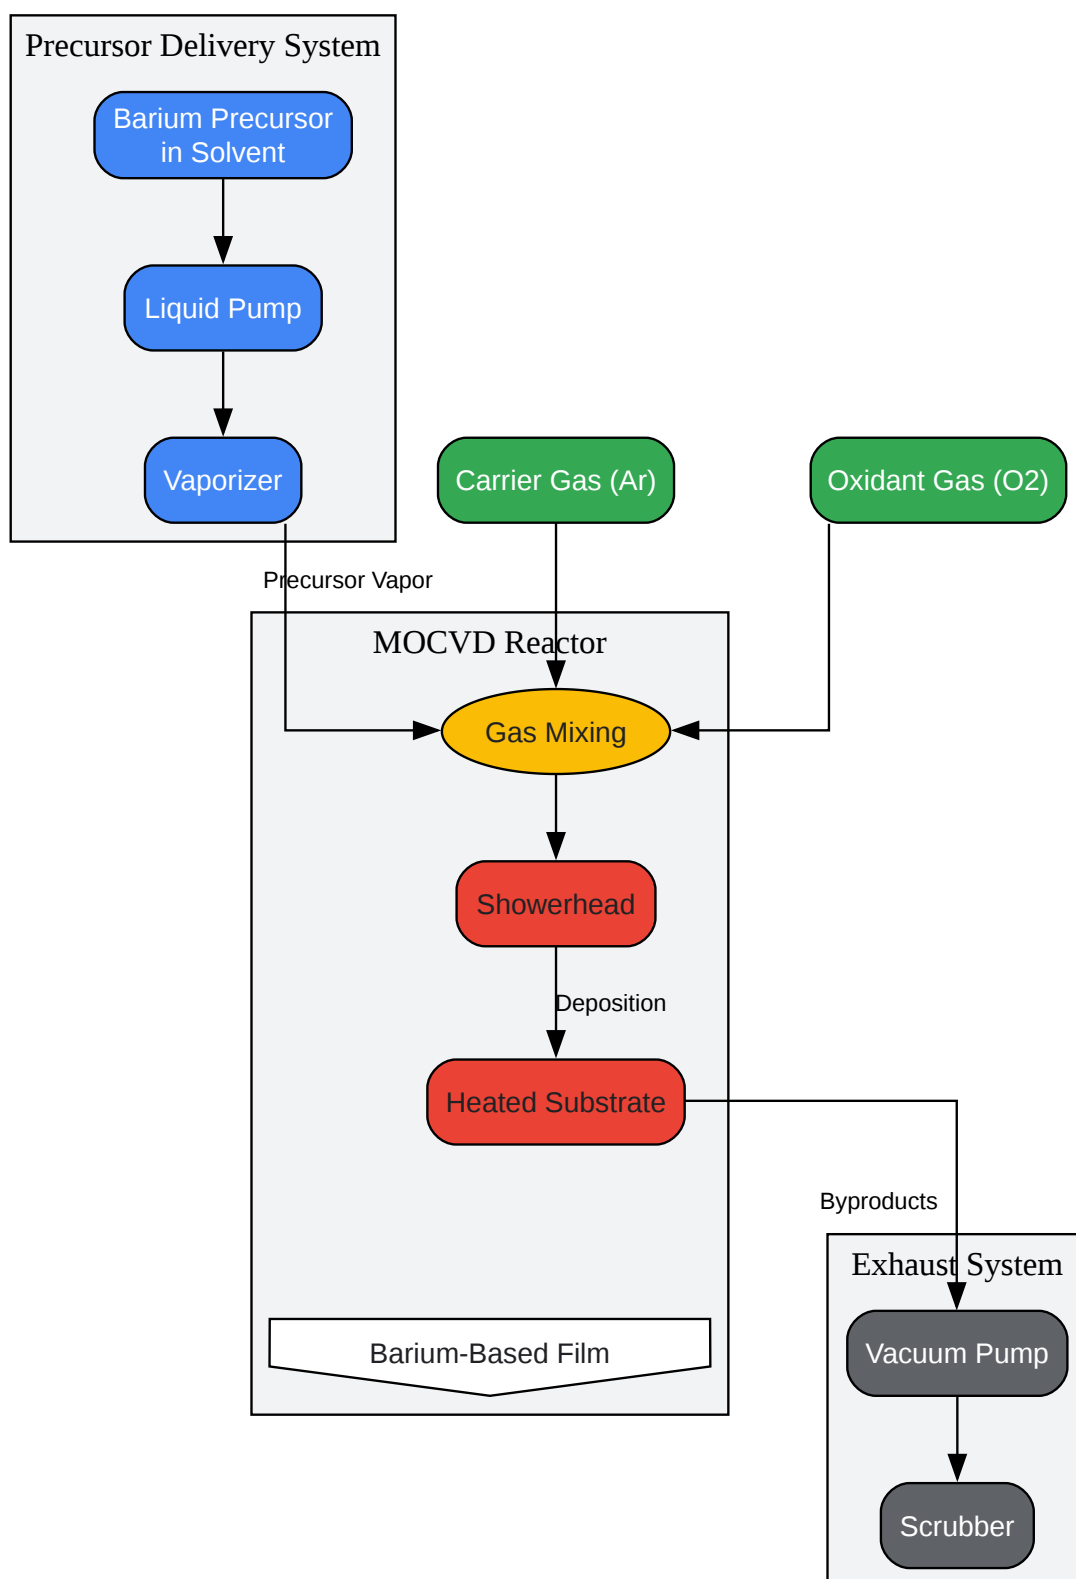 Precursor Delivery System
Barium Precursor
in Solvent
Liquid Pump
Vaporizer
Carrier Gas (Ar)
Oxidant Gas (O2)
Precursor Vapor
MOCVD Reactor
Gas Mixing
Showerhead
Deposition
Heated Substrate
Byproducts
Exhaust System
Barium-Based Film
Vacuum Pump
Scrubber